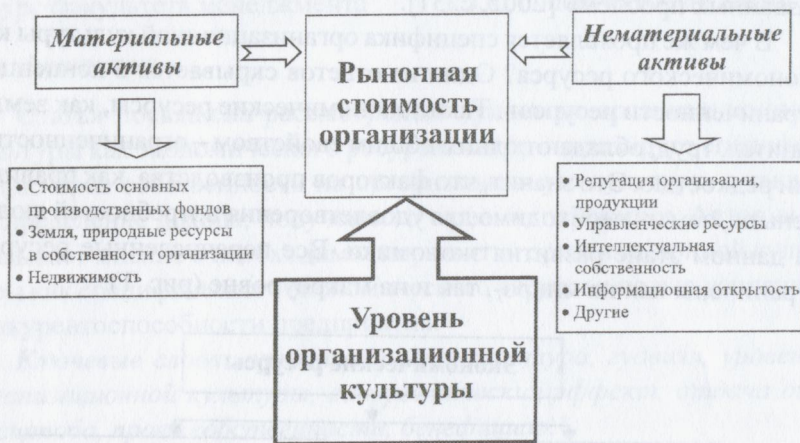 Материальные
активы
Рыночная
стоимость
организации
Нематериальные
активы
• Стоимость основных
производственных фондов
• Земля, природные ресурсы
в собственности организации
• Недвижимость
• Репутация организации,
продукции
• Управленческие ресурсы
• Интеллектуальная
собственность
• Информационная открытость
• Другие
Уровень
организационной
культуры